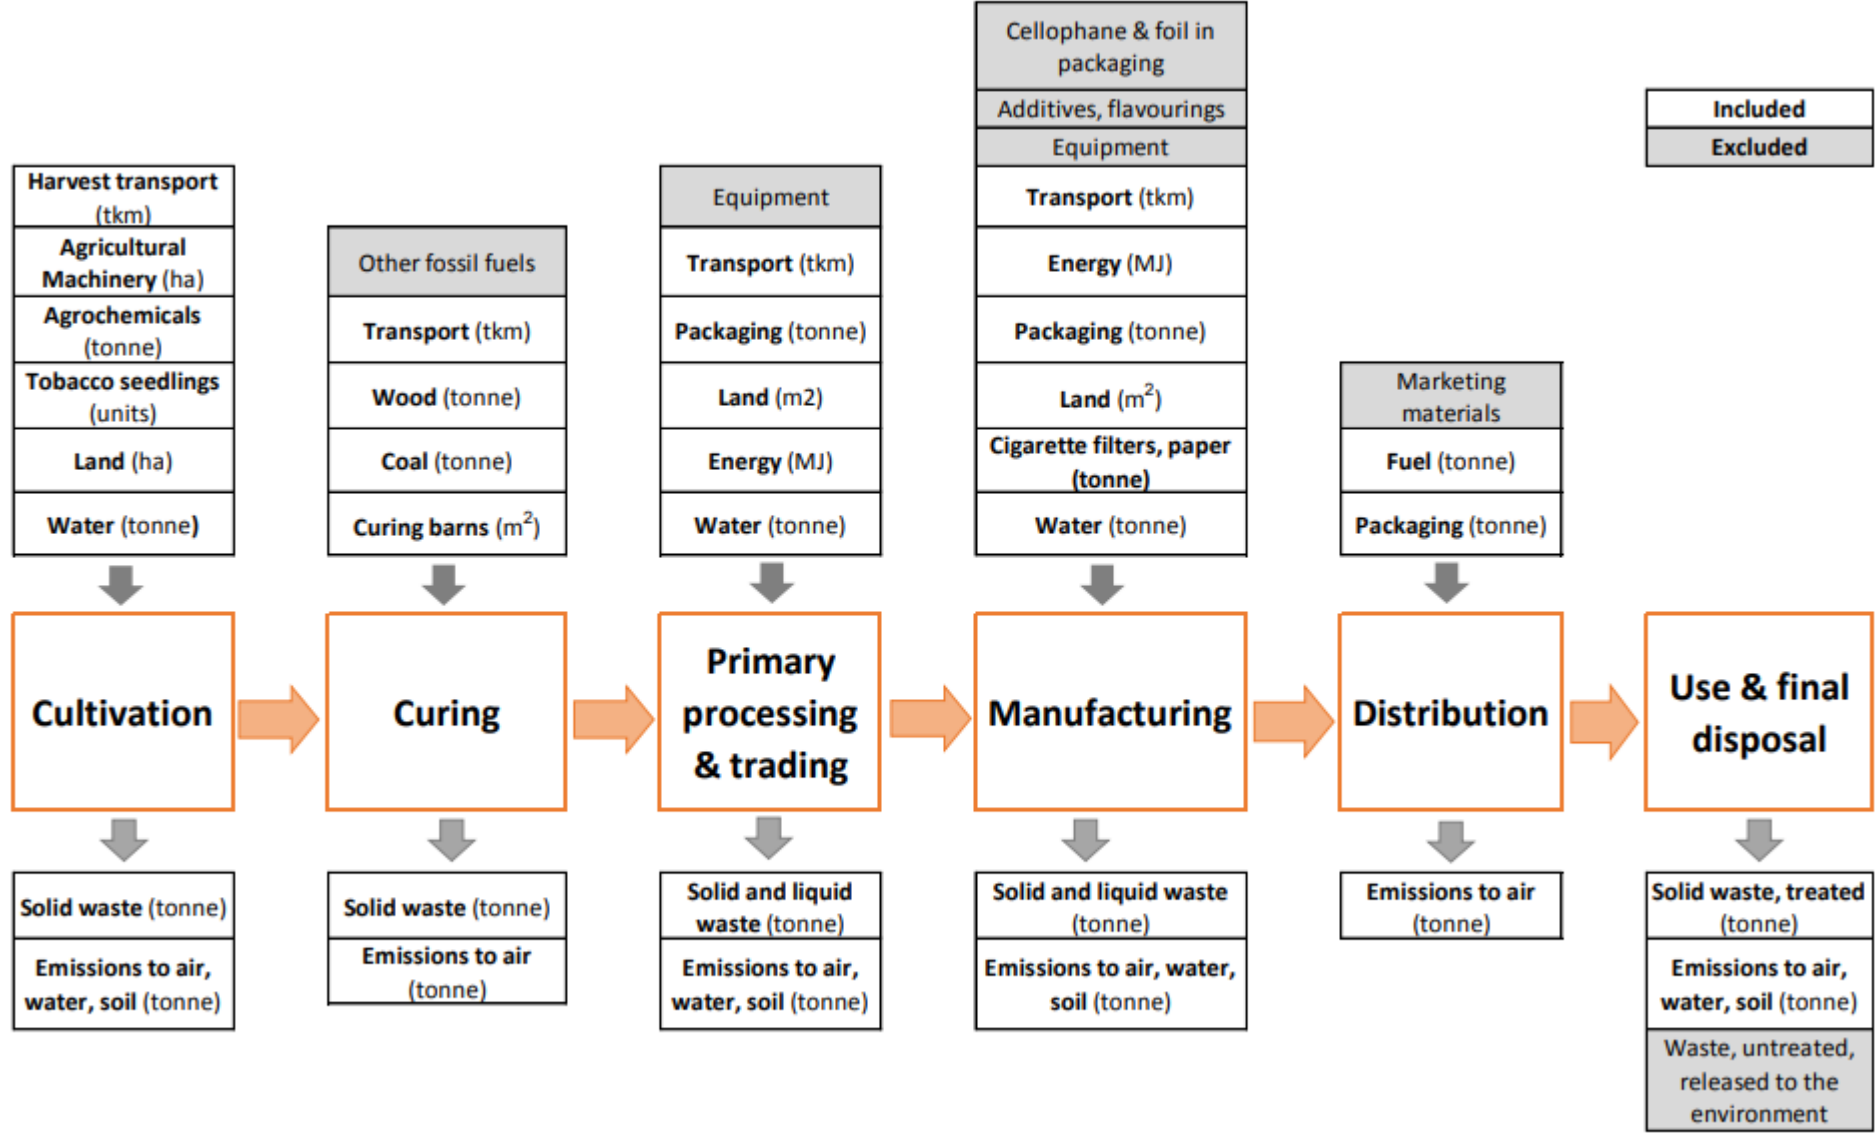 Cellophane & foil in
packaging
Additives, flavourings
Equipment
Transport (tkm)
Energy (MJ)
Packaging (tonne)
Land (m²)
Cigarette filters, paper
(tonne)
Water (tonne)
Included
Excluded
Harvest transport
(tkm)
Agricultural
Machinery (ha)
Agrochemicals
(tonne)
Tobacco seedlings
(units)
Land (ha)
Water (tonne)
Other fossil fuels
Transport (tkm)
Wood (tonne)
Coal (tonne)
Curing barns (m²)
Equipment
Transport (tkm)
Packaging (tonne)
Land (m2)
Energy (MJ)
Water (tonne)
Marketing
materials
Fuel (tonne)
Packaging (tonne)
Cultivation
Curing
Primary
processing
& trading
Manufacturing
Distribution
Use & final
disposal
Solid waste (tonne)
Emissions to air,
water, soil (tonne)
Solid waste (tonne)
Emissions to air
(tonne)
Solid and liquid
waste (tonne)
Emissions to air,
water, soil (tonne)
Solid and liquid waste
(tonne)
Emissions to air, water,
soil (tonne)
Emissions to air
(tonne)
Solid waste, treated
(tonne)
Emissions to air,
water, soil (tonne)
Waste, untreated,
released to the
environment